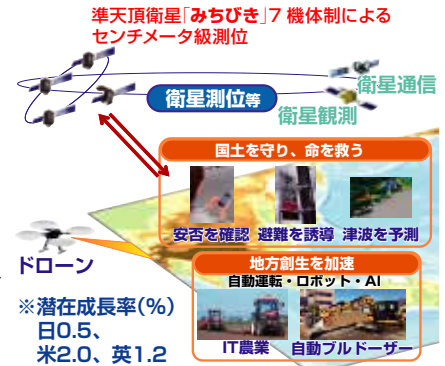 準天頂衛星｢みちびき｣7 機体制による
センチメータ級測位
衛星通信
衛星測位等
衛星観測
国土を守り、命を救う
安否を確認 避難を誘導 津波を予測
ドローン
地方創生を加速
自動運転・ロボット・AI
※潜在成長率(%)
日0.5、
米2.0、英1.2
IT農業 自動ブルドーザー